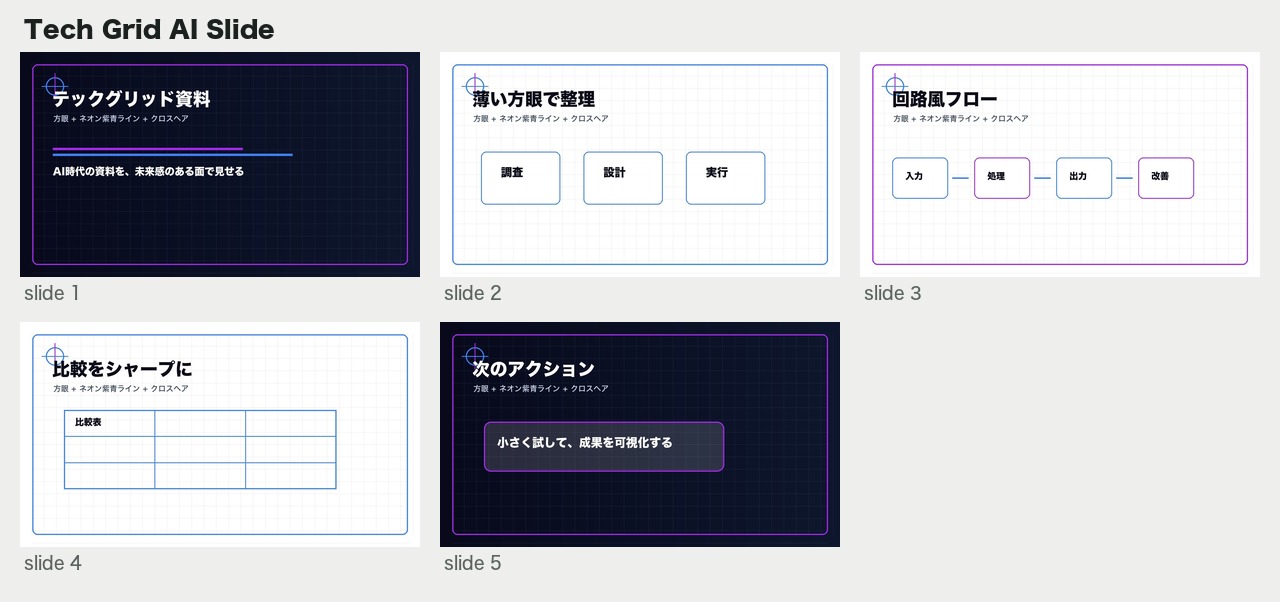 Tech Grid AI Slide
テックグリッド資料
方眼 + ネオン紫青ライン + クロスヘア
AI時代の資料を、未来感のある面で見せる
slide 1
薄い方眼で整理
方眼 + ネオン紫青ライン + クロスヘア
調査
設計
実行
slide 2
回路風フロー
方眼 + ネオン紫青ライン + クロスヘア
入力
処理
出力
改善
slide 3
比較をシャープに
方眼 + ネオン紫青ライン + クロスヘア
比較表
slide 4
次のアクション
方眼 + ネオン紫青ライン + クロスヘア
小さく試して、成果を可視化する
slide 5